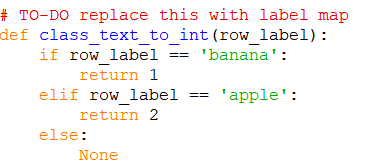 # TO-DO replace this with label map
def class_text_to_int(row_label):
    if row_label == 'banana':
        return 1
    elif row_label == 'apple':
        return 2
    else:
        None